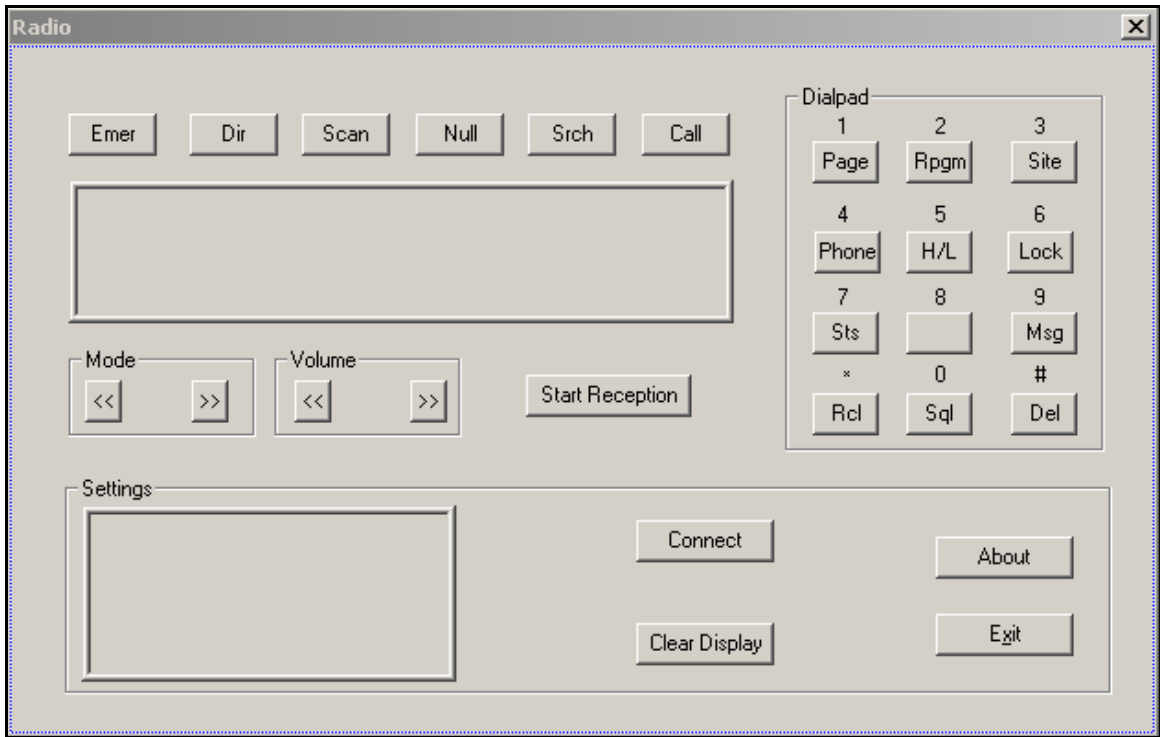 Radio
Emer Dir Scan Null Srch Call
Dialpad
1 2 3
Page Rpgm Site
4 5 6
Phone H/L Lock
7 8 9
Sts Msg
* 0 #
Rcl Sql Del
Mode Volume
<< >> << >> Start Reception
Settings
Connect
About
Clear Display
Exit